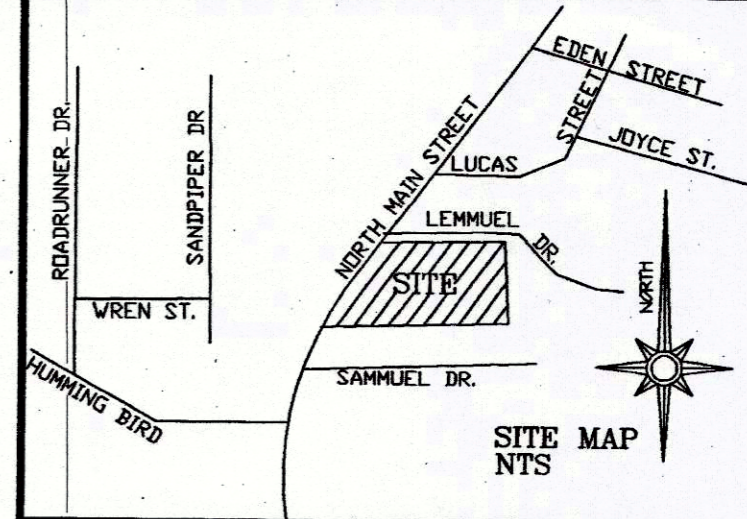 EDEN STREET
JOYCE ST.
LUCAS STREET
NORTH MAIN STREET
LEMMUEL DR.
ROADRUNNER DR.
SANDPIPER DR
SITE
NORTH
WREN ST.
HUMMING BIRD
SAMMUEL DR.
SITE MAP
NTS